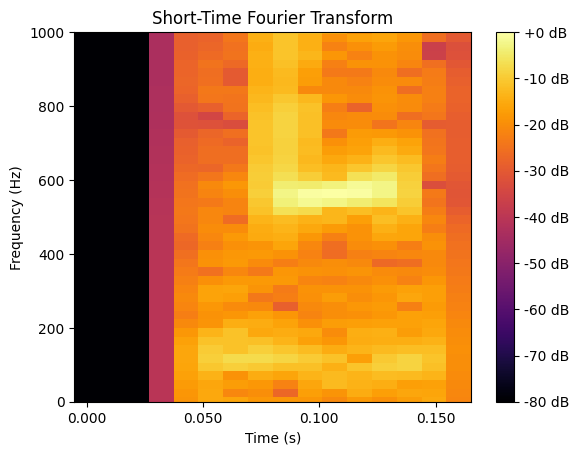 Short-Time Fourier Transform
Frequency (Hz)
1000
800
600
400
200
0
0.000
0.050
0.100
0.150
Time (s)
+0 dB
-10 dB
-20 dB
-30 dB
-40 dB
-50 dB
-60 dB
-70 dB
-80 dB